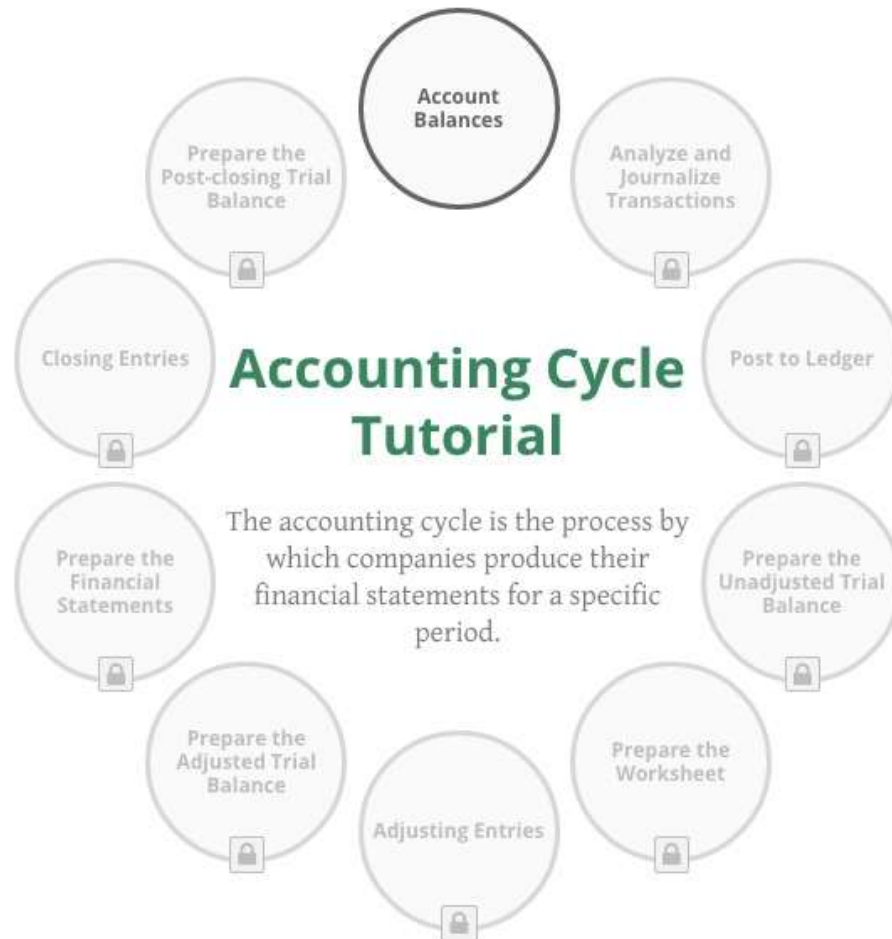 Account
Balances
Analyze and
Journalize
Transactions
Post to Ledger
Prepare the
Unadjusted Trial
Balance
Prepare the
Worksheet
Adjusting Entries
Prepare the
Adjusted Trial
Balance
Prepare the
Financial
Statements
Closing Entries
Prepare the
Post-closing Trial
Balance
Accounting Cycle
Tutorial
The accounting cycle is the process by
which companies produce their
financial statements for a specific
period.